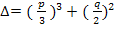 Δ= ( p/3 )³ + ( q/2 )²